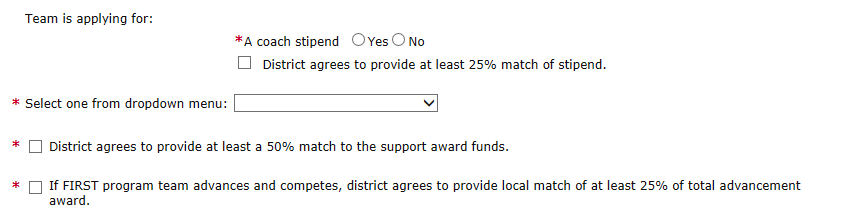 Team is applying for:
*A coach stipend Yes No
District agrees to provide at least 25% match of stipend.
* Select one from dropdown menu:
* District agrees to provide at least a 50% match to the support award funds.
* If FIRST program team advances and competes, district agrees to provide local match of at least 25% of total advancement
award.